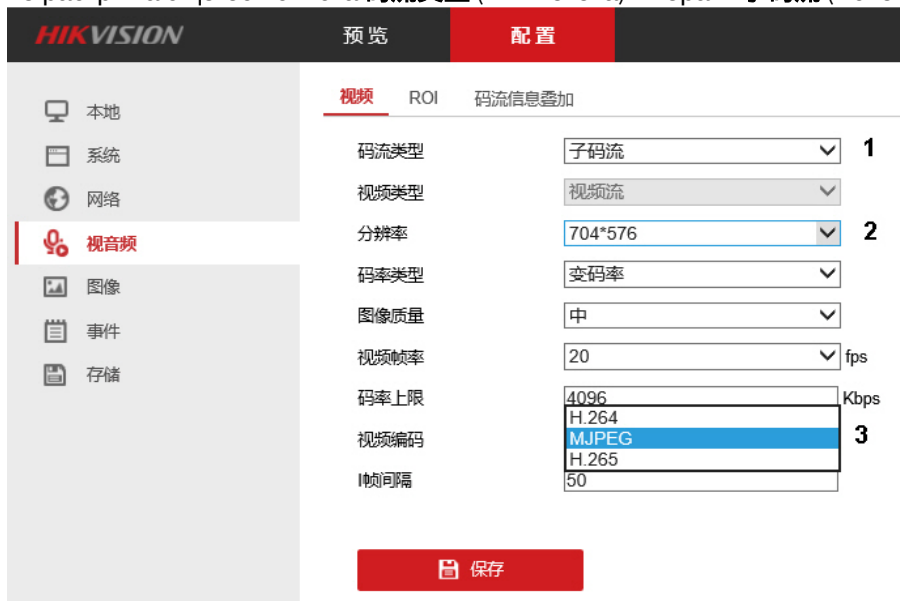 HIKVISION 预览 配置
本地
系统
网络
视音频
图像
事件
存储
视频 ROI 码流信息叠加
码流类型 子码流 1
视频类型 视频流
分辨率 704*576 2
码率类型 变码率
图像质量 中
视频帧率 20 fps
码率上限 4096 Kbps
H.264
视频编码 MJPEG 3
H.265
I帧间隔 50
保存